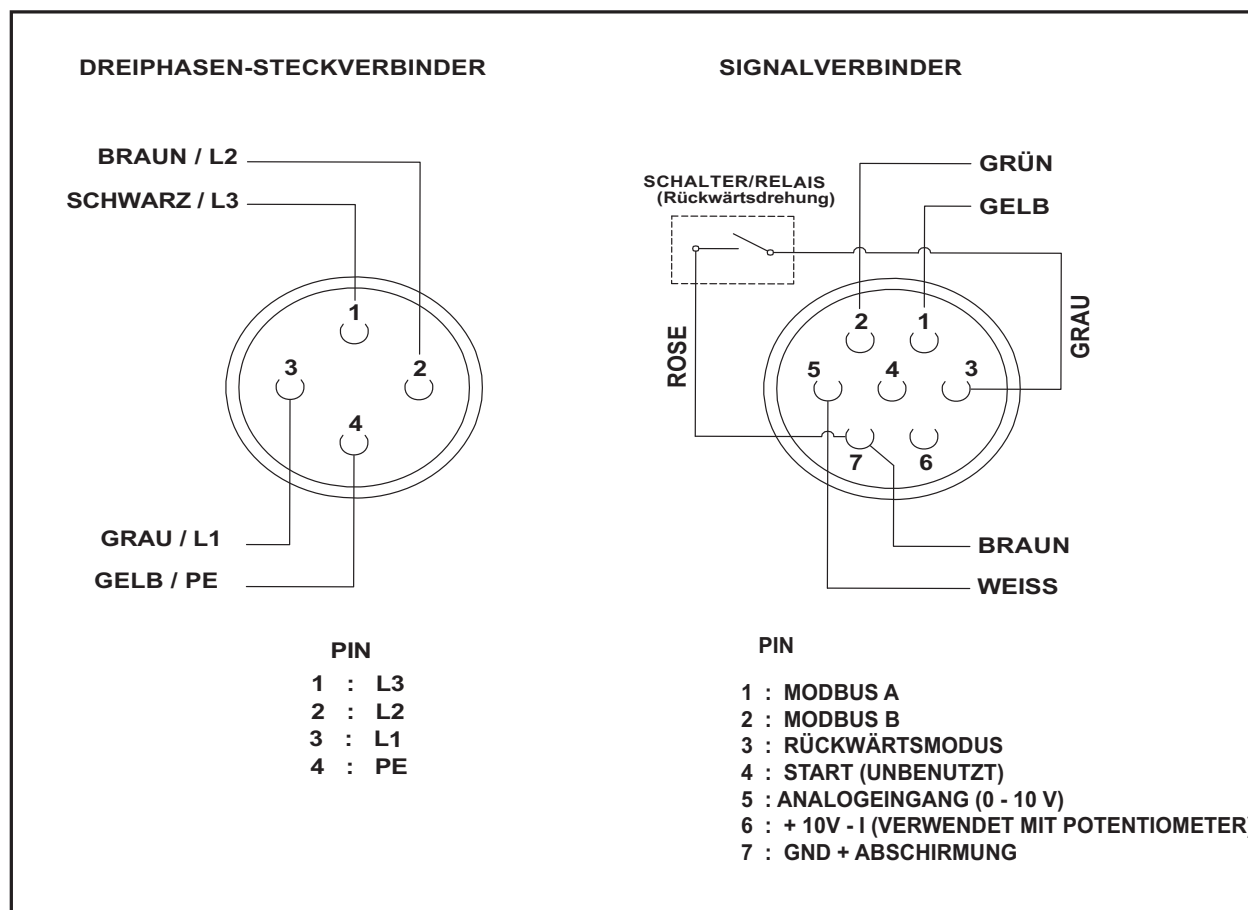 DREIPHASEN-STECKVERBINDER
BRAUN / L2
SCHWARZ / L3
1
3
2
4
GRAU / L1
GELB / PE
PIN
1 : L3
2 : L2
3 : L1
4 : PE
SIGNALVERBINDER
GRÜN
SCHALTER/RELAIS
(Rückwärtsdrehung)
GELB
ROSE
GRAU
2
1
5
4
3
7
6
BRAUN
WEISS
PIN
1 : MODBUS A
2 : MODBUS B
3 : RÜCKWÄRTSMODUS
4 : START (UNBENUTZT)
5 : ANALOGEINGANG (0 - 10 V)
6 : + 10V - I (VERWENDET MIT POTENTIOMETER)
7 : GND + ABSCHIRMUNG